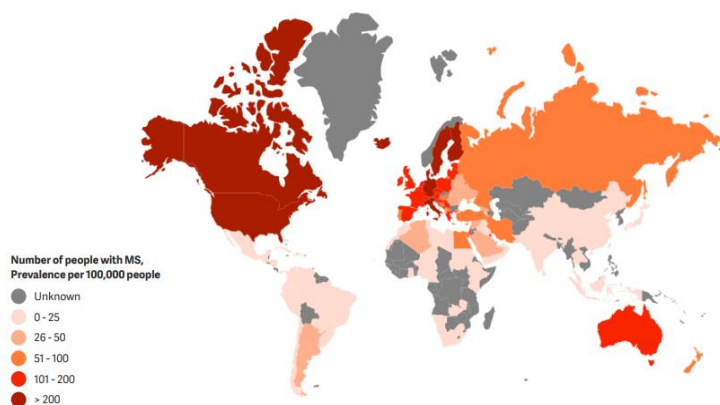 Number of people with MS,
Prevalence per 100,000 people
Unknown
0 - 25
26 - 50
51 - 100
101 - 200
> 200